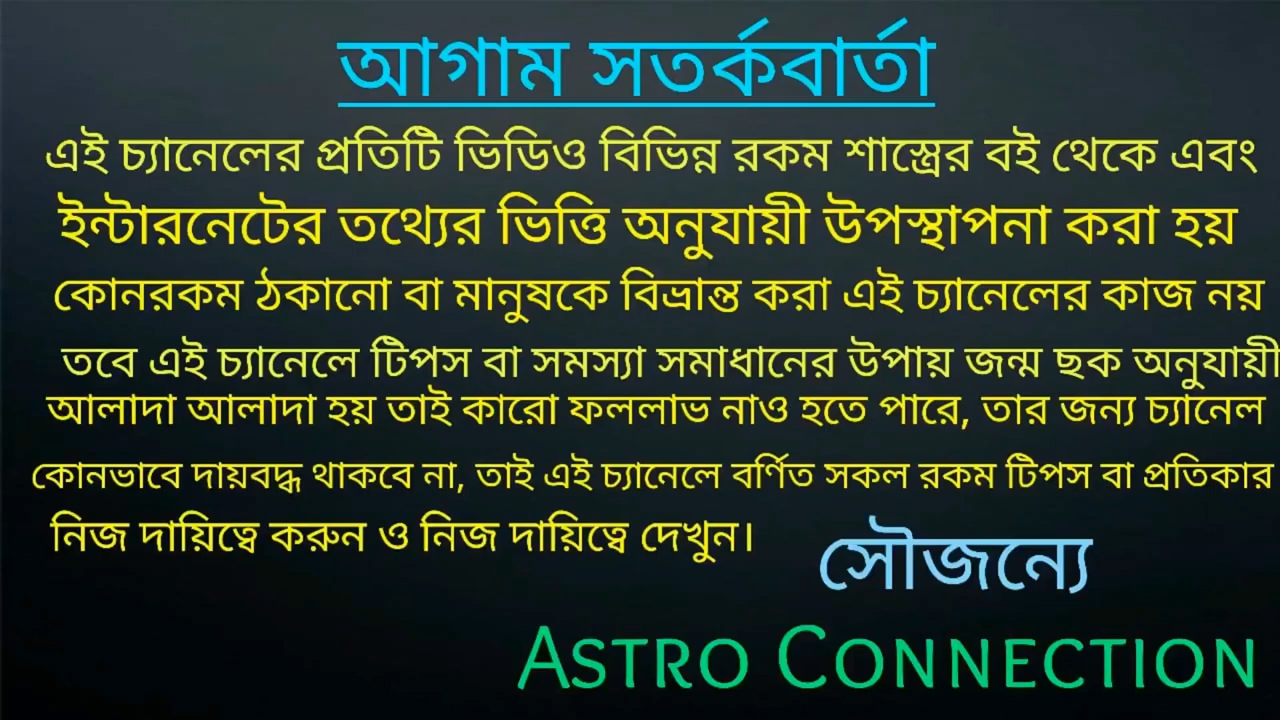 আগাম সতর্কবার্তা
এই চ্যানেলের প্রতিটি ভিডিও বিভিন্ন রকম শাস্ত্রের বই থেকে এবং
ইন্টারনেটের তথ্যের ভিত্তি অনুযায়ী উপস্থাপনা করা হয়
কোনরকম ঠকানো বা মানুষকে বিভ্রান্ত করা এই চ্যানেলের কাজ নয়
তবে এই চ্যানেলে টিপস বা সমস্যা সমাধানের উপায় জন্ম ছক অনুযায়ী
আলাদা আলাদা হয় তাই কারো ফললাভ নাও হতে পারে, তার জন্য চ্যানেল
কোনভাবে দায়বদ্ধ থাকবে না, তাই এই চ্যানেলে বর্ণিত সকল রকম টিপস বা প্রতিকার
নিজ দায়িত্বে করুন ও নিজ দায়িত্বে দেখুন।
সৌজন্যে
ASTRO CONNECTION